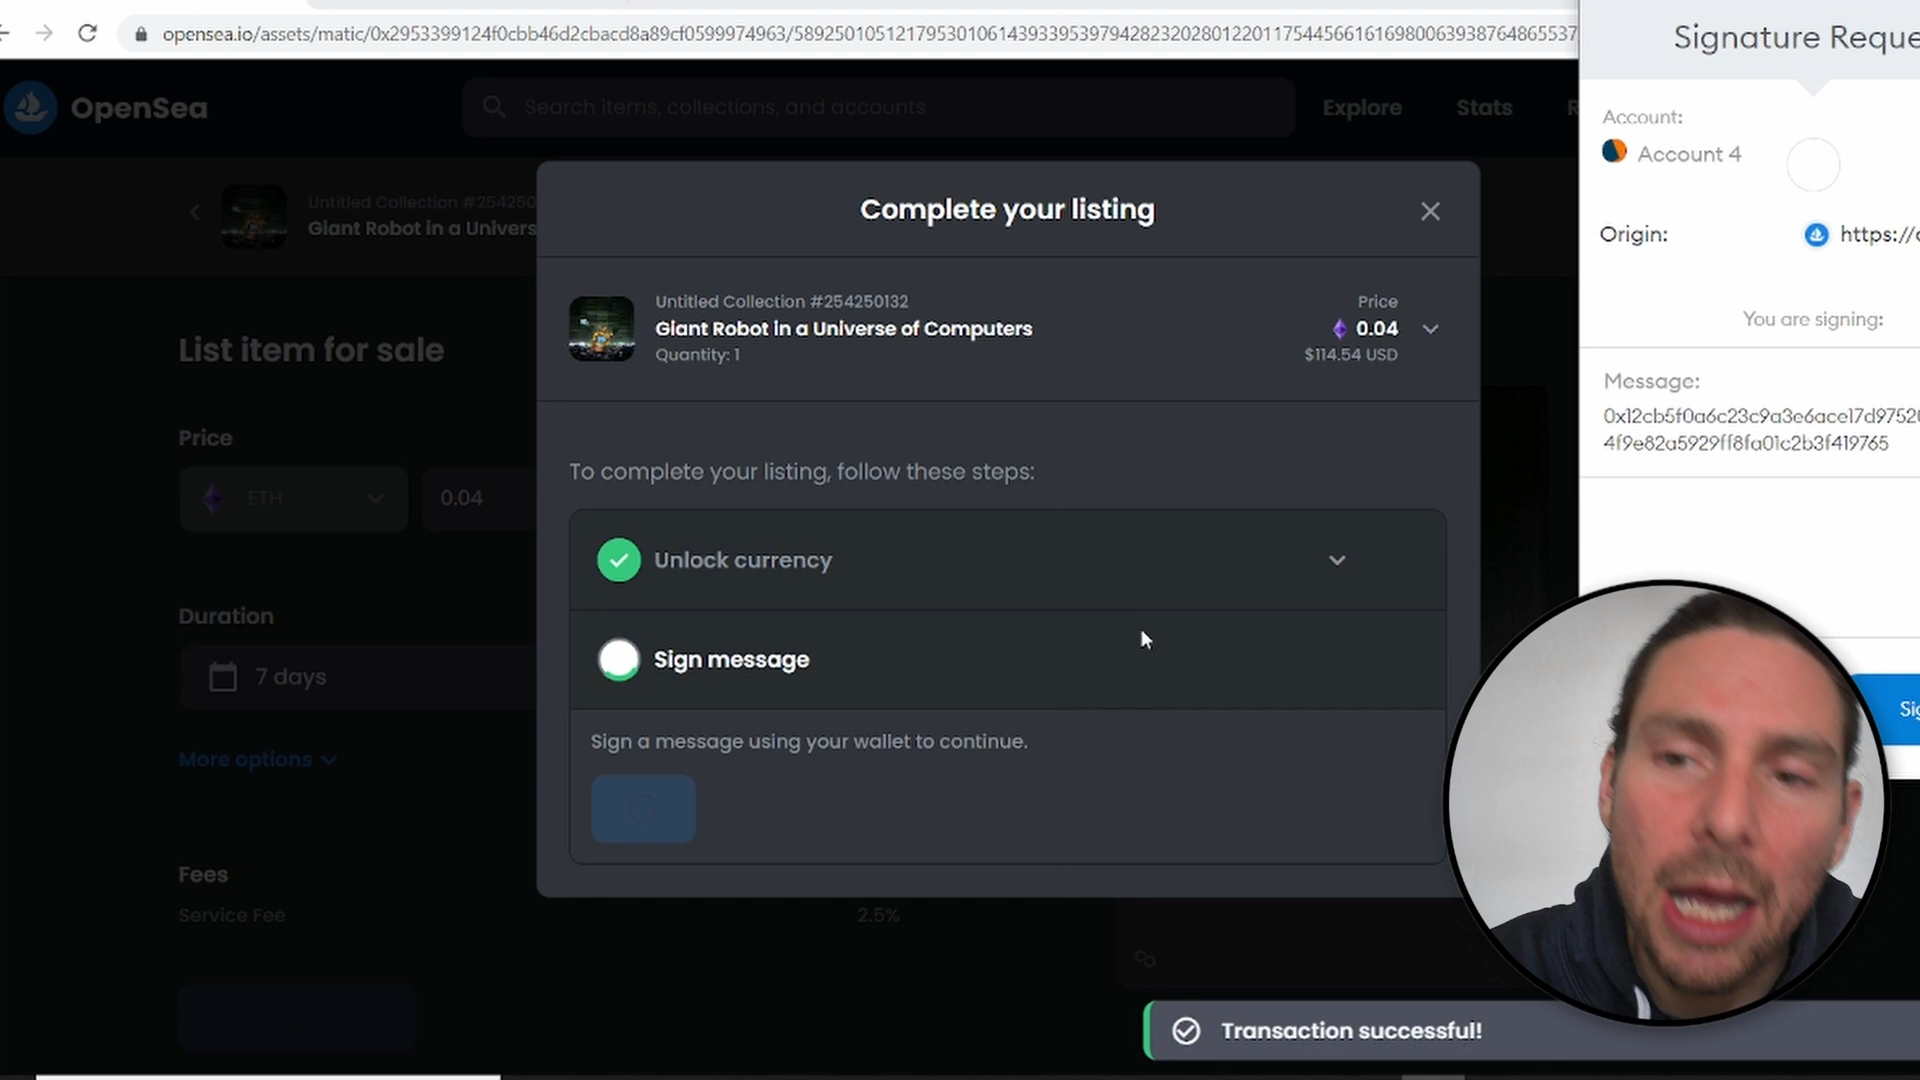 opensea.io/assets/matic/0x2953399124f0cbb46d2cbacd8a89cf0599974963/58925010512179530106143933953979428232028012201175445661616980063938764865537
OpenSea
Search items, collections, and accounts
Explore
Stats
R
Untitled Collection #254250
Giant Robot in a Univers
List item for sale
Price
ETH
0.04
Duration
7 days
More options
Fees
Service Fee
2.5%
Complete your listing
Untitled Collection #254250132
Giant Robot in a Universe of Computers
Quantity: 1
Price
0.04
$114.54 USD
To complete your listing, follow these steps:
Unlock currency
Sign message
Sign a message using your wallet to continue.
Transaction successful!
Signature Reque
Account:
Account 4
Origin:
https://o
You are signing:
Message:
0x12cb5f0a6c23c9a3e6ace17d97520
4f9e82a5929ff8fa01c2b3f419765
Sig